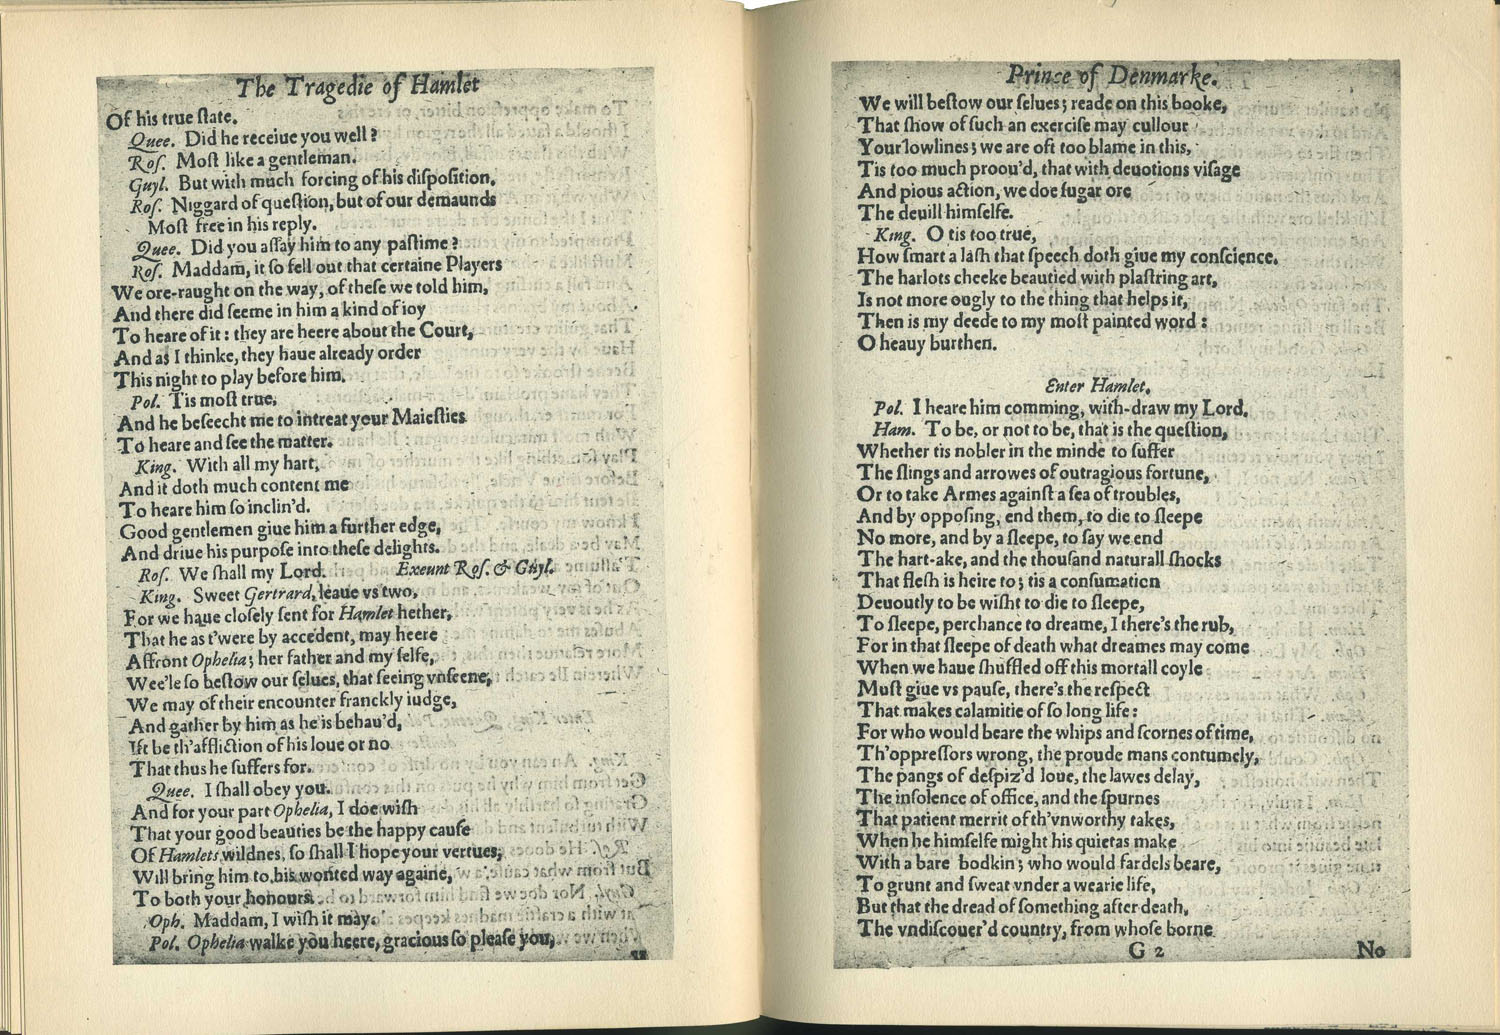 The Tragedie of Hamlet
Of his true ſtate.
Quee. Did he receiue you well?
Roſ. Moſt like a gentleman.
Guyl. But with much forcing of his diſpoſition.
Roſ. Niggard of queſtion, but of our demaunds
Moſt free in his reply.
Quee. Did you aſſay him to any paſtime?
Roſ. Maddam, it ſo fell out that certaine Players
We ore-raught on the way, of theſe we told him,
And there did ſeeme in him a kind of ioy
To heare of it: they are heere about the Court,
And as I thinke, they haue already order
This night to play before him.
Pol. Tis moſt true,
And he beſeecht me to intreat your Maieſties
To heare and ſee the matter.
King. With all my hart,
And it doth much content me
To heare him ſo inclin'd.
Good gentlemen giue him a further edge,
And driue his purpoſe into theſe delights.
Roſ. We ſhall my Lord. Exeunt Roſ. & Guyl.
King. Sweet Gertrard, leaue vs two,
For we haue cloſely ſent for Hamlet hether,
That he as t'were by accedent, may heere
Affront Ophelia; her father and my ſelfe,
Wee'le ſo beſtow our ſelues, that ſeeing vnſeene,
We may of their encounter franckly iudge,
And gather by him as he is behau'd,
Ift be th'affliction of his loue or no
That thus he ſuffers for.
Quee. I ſhall obey you.
And for your part Ophelia, I doe wiſh
That your good beauties be the happy cauſe
Of Hamlets wildnes, ſo ſhall I hope your vertues,
Will bring him to his wonted way againe,
To both your honours.
Oph. Maddam, I wiſh it may.
Pol. Ophelia walke you heere, gracious ſo pleaſe you,
Prince of Denmarke.
We will beſtow our ſelues; reade on this booke,
That ſhow of ſuch an exerciſe may cullour
Your lowlines; we are oft too blame in this,
Tis too much proou'd, that with deuotions viſage
And pious action, we doe ſugar ore
The deuill himſelfe.
King. O tis too true,
How ſmart a laſh that ſpeech doth giue my conſcience.
The harlots cheeke beautied with plaſtring art,
Is not more ougly to the thing that helps it,
Then is my deede to my moſt painted word:
O heauy burthen.
Enter Hamlet.
Pol. I heare him comming, with-draw my Lord.
Ham. To be, or not to be, that is the queſtion,
Whether tis nobler in the minde to ſuffer
The ſlings and arrowes of outragious fortune,
Or to take Armes againſt a ſea of troubles,
And by oppoſing, end them, to die to ſleepe
No more, and by a ſleepe, to ſay we end
The hart-ake, and the thouſand naturall ſhocks
That fleſh is heire to; tis a conſumation
Deuoutly to be wiſht to die to ſleepe,
To ſleepe, perchance to dreame, I there's the rub,
For in that ſleepe of death what dreames may come
When we haue ſhuffled off this mortall coyle
Muſt giue vs pauſe, there's the reſpect
That makes calamitie of ſo long life:
For who would beare the whips and ſcornes of time,
Th'oppreſſors wrong, the proude mans contumely,
The pangs of deſpiz'd loue, the lawes delay,
The inſolence of office, and the ſpurnes
That patient merrit of th'vnworthy takes,
When he himſelfe might his quietas make
With a bare bodkin; who would fardels beare,
To grunt and ſweat vnder a wearie life,
But that the dread of ſomething after death,
The vndiſcouer'd country, from whoſe borne
G 2 No